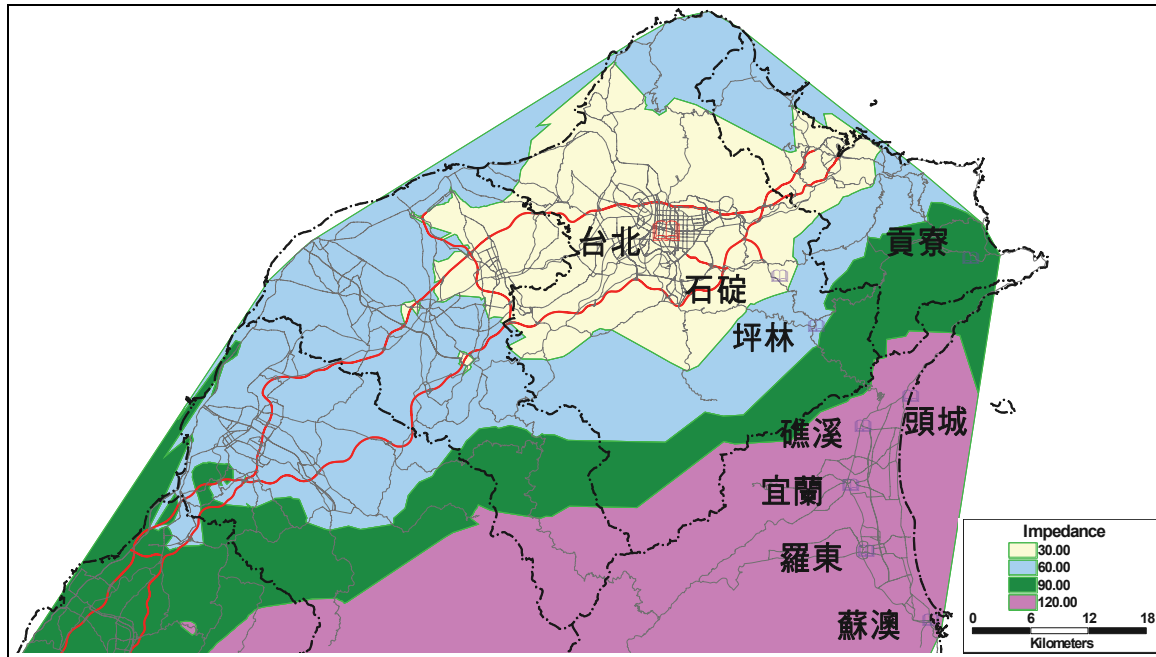 台北
貢寮
石碇
坪林
頭城
礁溪
宜蘭
羅東
蘇澳
Impedance
30.00
60.00
90.00
120.00
0 6 12 18
Kilometers